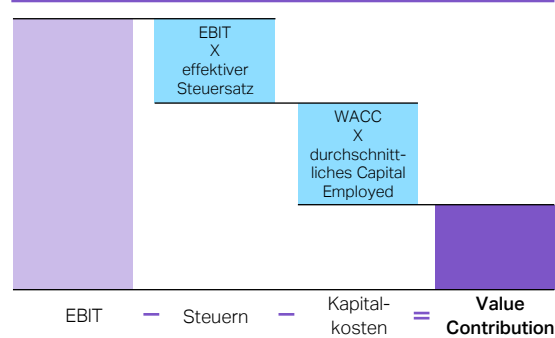 EBIT
X
effektiver
Steuersatz
WACC
X
durchschnitt-
liches Capital
Employed
EBIT – Steuern – Kapital-
kosten = Value
Contribution